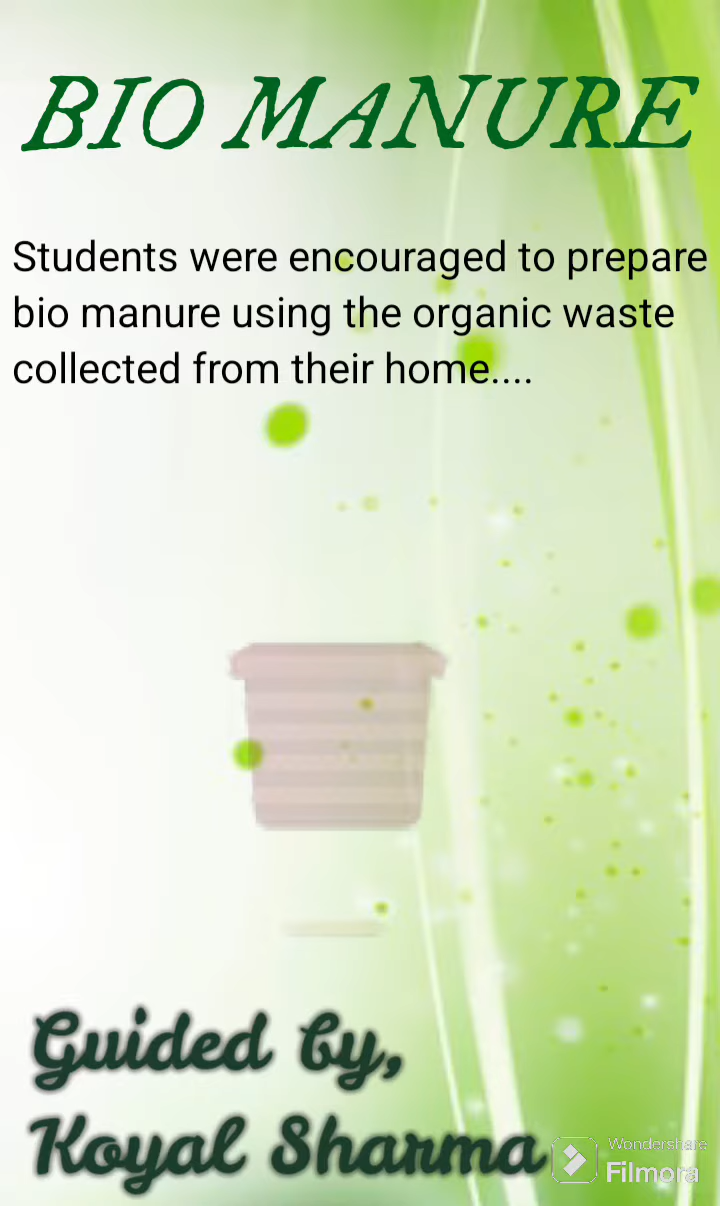 BIO MANURE
Students were encouraged to prepare
bio manure using the organic waste
collected from their home....
Guided by,
Koyal Sharma
Wondershare
Filmora